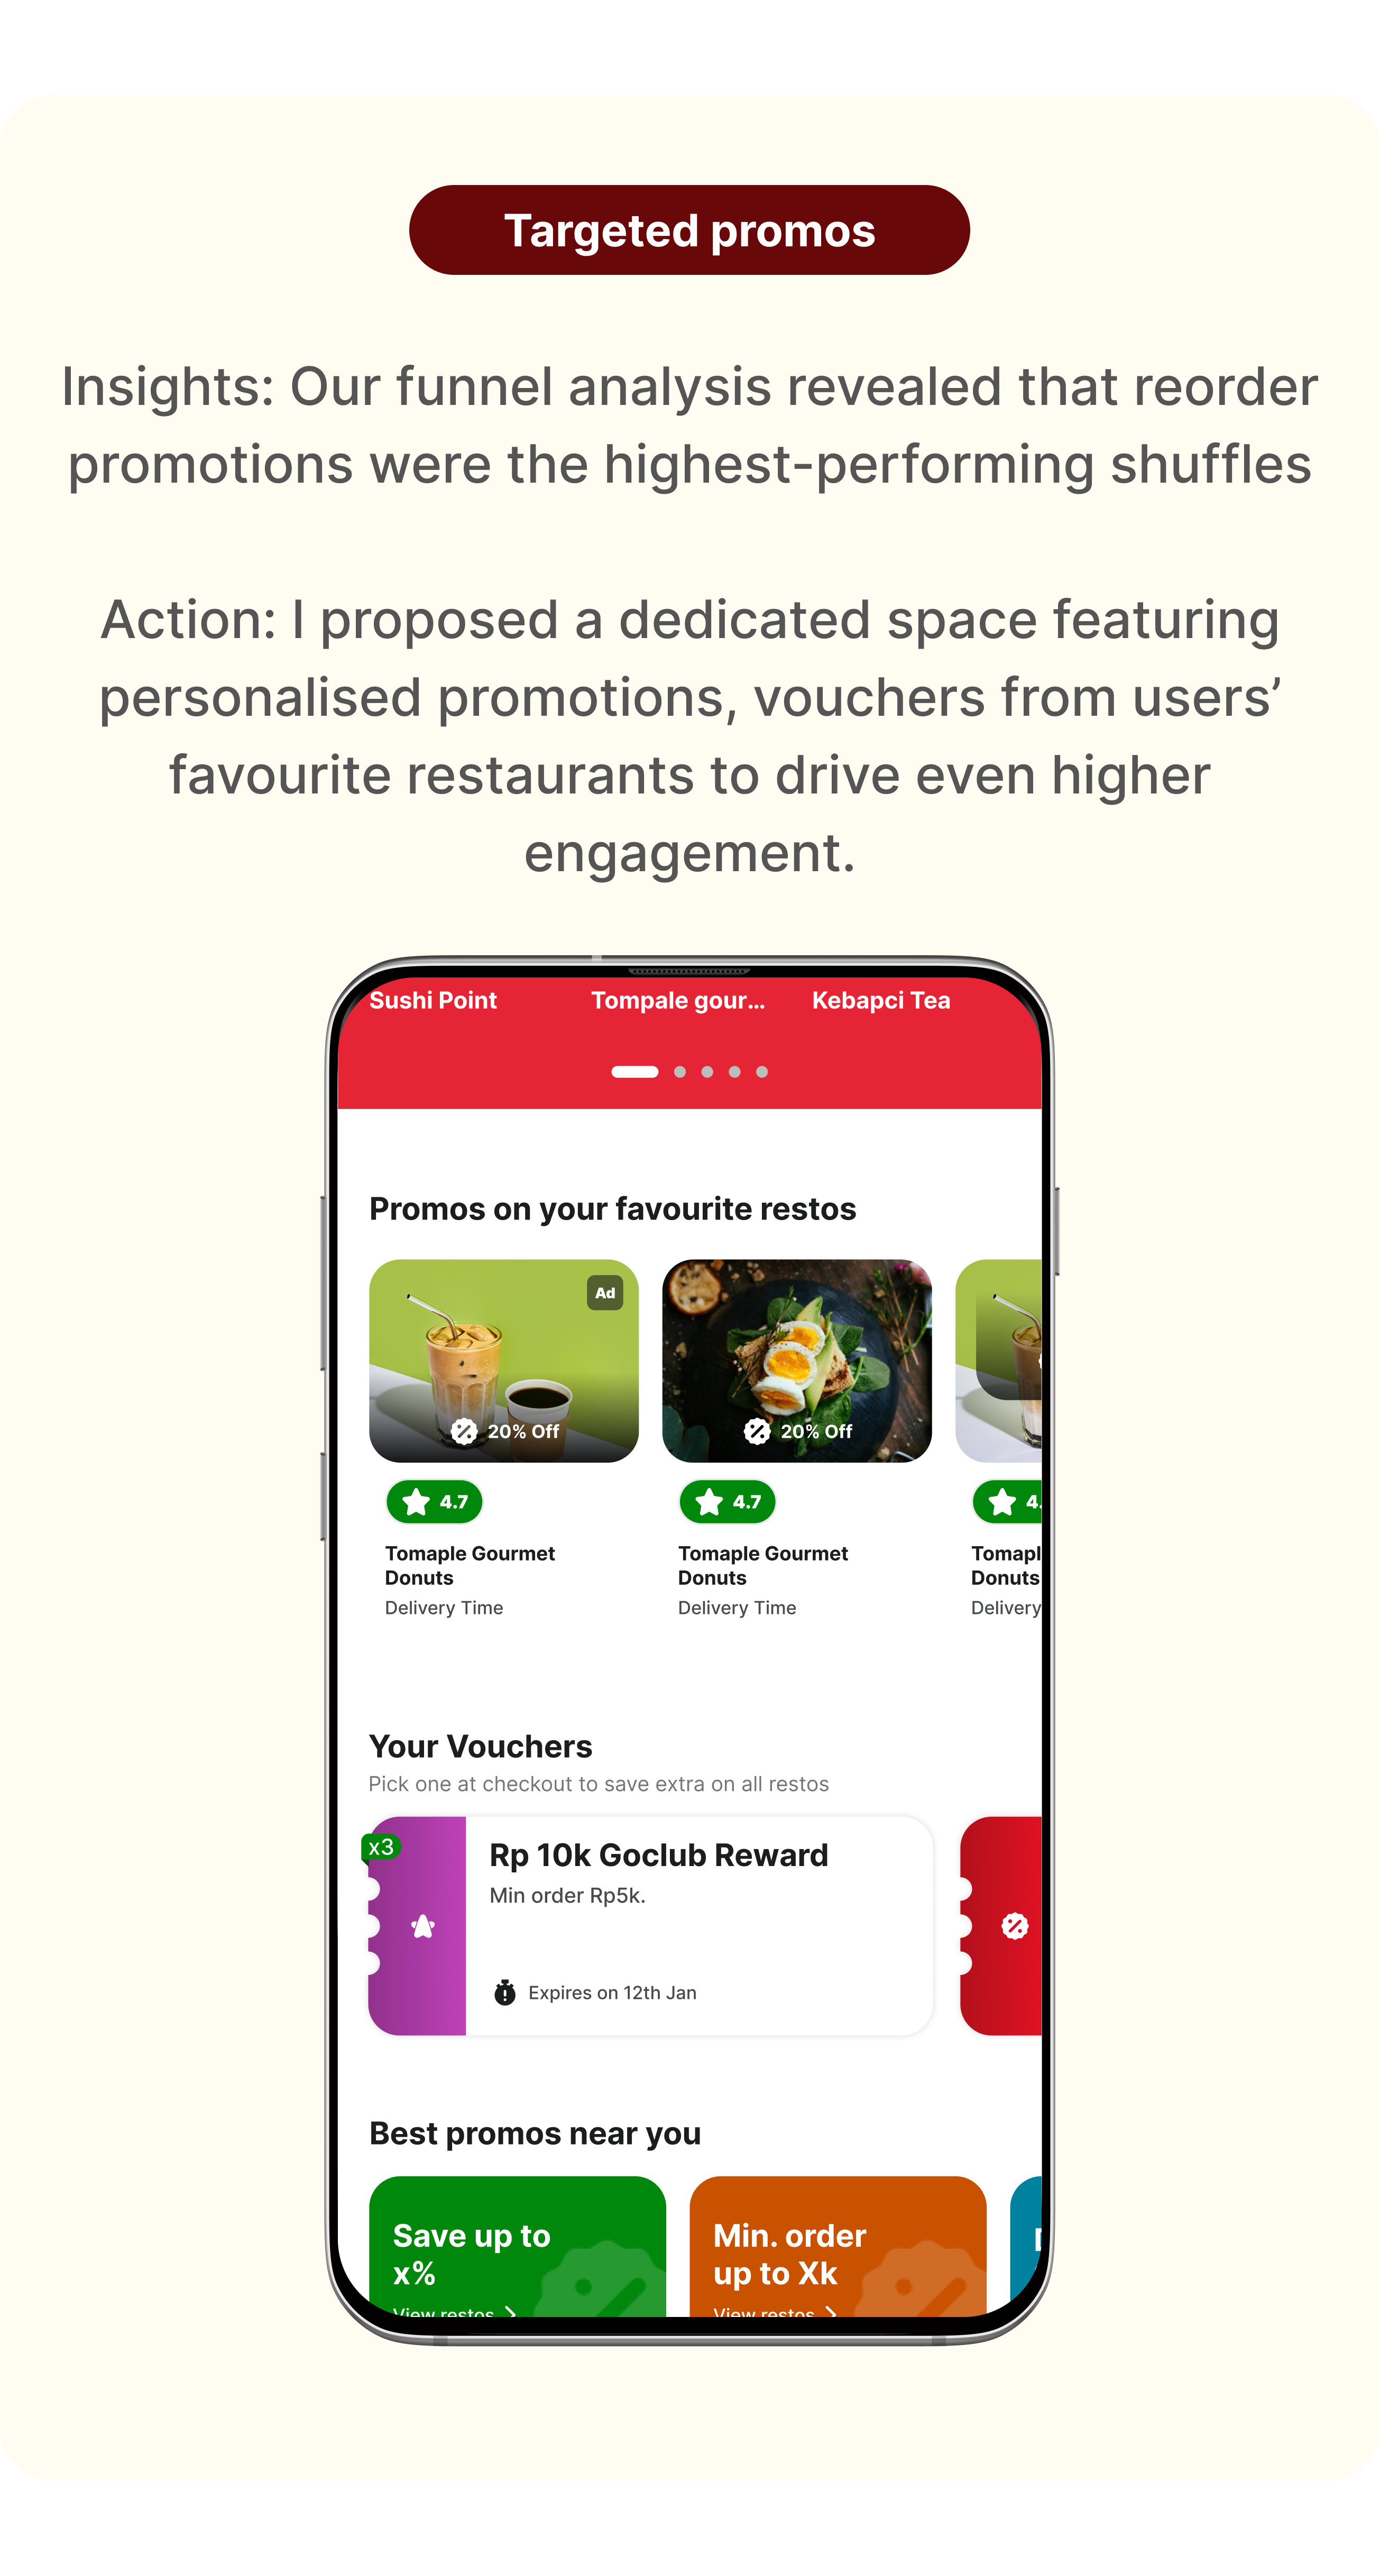 Targeted promos
Insights: Our funnel analysis revealed that reorder
promotions were the highest-performing shuffles
Action: I proposed a dedicated space featuring
personalised promotions, vouchers from users’
favourite restaurants to drive even higher
engagement.
Sushi Point
Tompale gour...
Kebapci Tea
Promos on your favourite restos
Ad
20% Off
20% Off
4.7
4.7
4.
Tomaple Gourmet
Donuts
Delivery Time
Tomaple Gourmet
Donuts
Delivery Time
Tomapl
Donuts
Delivery
Your Vouchers
Pick one at checkout to save extra on all restos
x3
Rp 10k Goclub Reward
Min order Rp5k.
Expires on 12th Jan
Best promos near you
Save up to
x%
View restos
Min. order
up to Xk
View restos